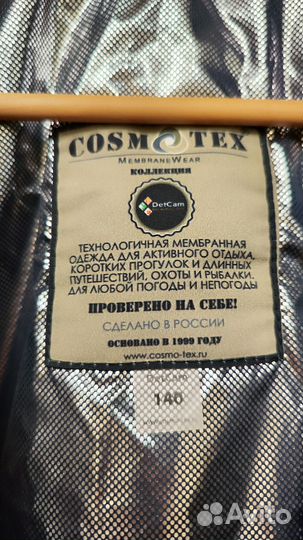 COSMOTEX
MEMBRANEWEAR
КОЛЛЕКЦИЯ
DetCam
ТЕХНОЛОГИЧНАЯ МЕМБРАННАЯ
ОДЕЖДА ДЛЯ АКТИВНОГО ОТДЫХА,
КОРОТКИХ ПРОГУЛОК И ДЛИННЫХ
ПУТЕШЕСТВИЙ, ОХОТЫ И РЫБАЛКИ.
ДЛЯ ЛЮБОЙ ПОГОДЫ И НЕПОГОДЫ
ПРОВЕРЕНО НА СЕБЕ!
СДЕЛАНО В РОССИИ
ОСНОВАНО В 1999 ГОДУ
www.cosmo-tex.ru
140
Avito